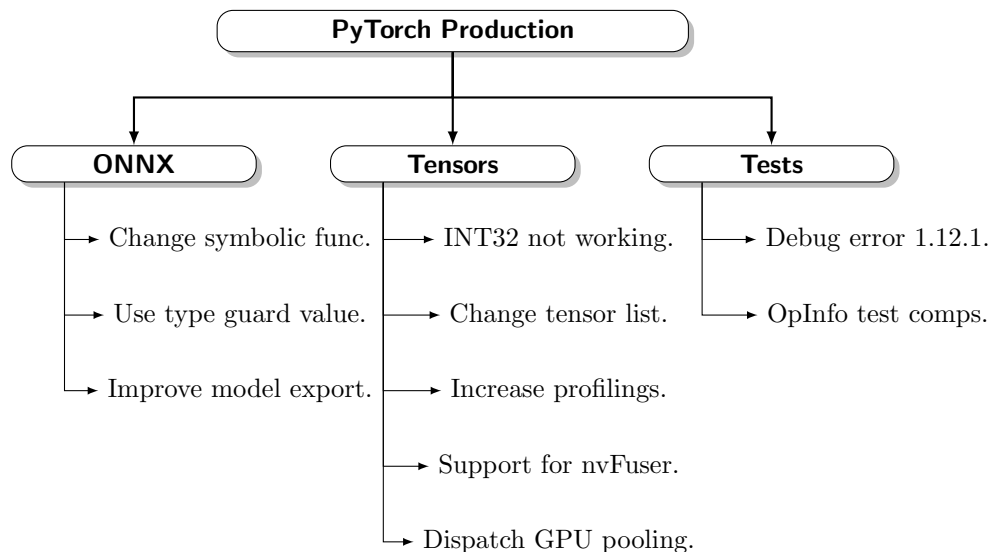 PyTorch Production
ONNX
Tensors
Tests
Change symbolic func.
INT32 not working.
Debug error 1.12.1.
Use type guard value.
Change tensor list.
OpInfo test comps.
Improve model export.
Increase profilings.
Support for nvFuser.
Dispatch GPU pooling.